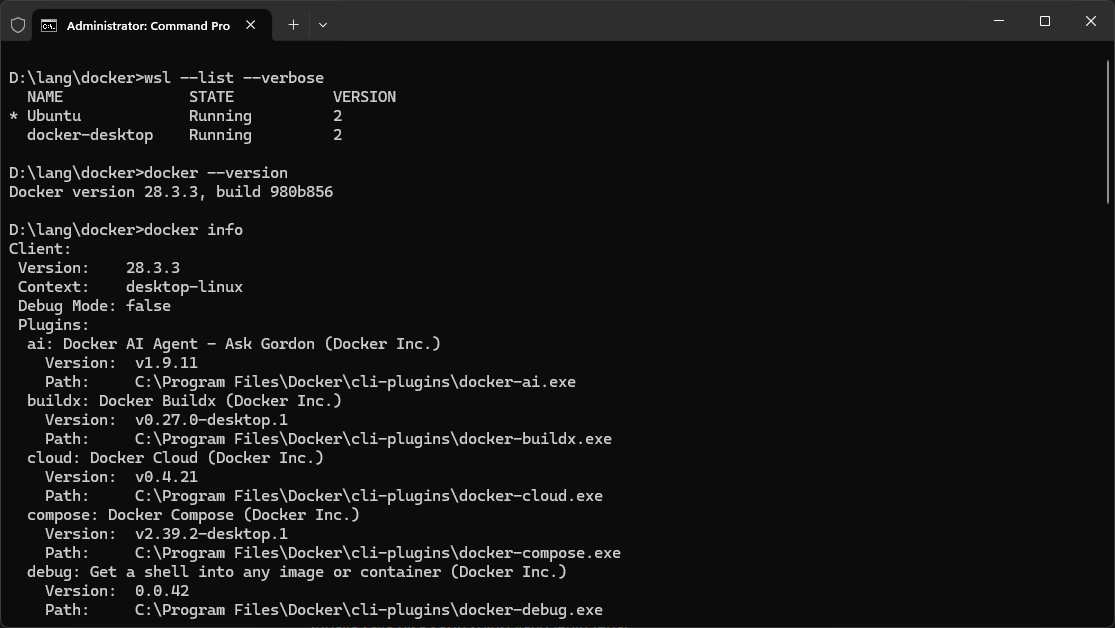 Administrator: Command Pro
D:\lang\docker>wsl --list --verbose
  NAME              STATE           VERSION
* Ubuntu            Running         2
  docker-desktop    Running         2
D:\lang\docker>docker --version
Docker version 28.3.3, build 980b856
D:\lang\docker>docker info
Client:
 Version:    28.3.3
 Context:    desktop-linux
 Debug Mode: false
 Plugins:
  ai: Docker AI Agent - Ask Gordon (Docker Inc.)
    Version:  v1.9.11
    Path:     C:\Program Files\Docker\cli-plugins\docker-ai.exe
  buildx: Docker Buildx (Docker Inc.)
    Version:  v0.27.0-desktop.1
    Path:     C:\Program Files\Docker\cli-plugins\docker-buildx.exe
  cloud: Docker Cloud (Docker Inc.)
    Version:  v0.4.21
    Path:     C:\Program Files\Docker\cli-plugins\docker-cloud.exe
  compose: Docker Compose (Docker Inc.)
    Version:  v2.39.2-desktop.1
    Path:     C:\Program Files\Docker\cli-plugins\docker-compose.exe
  debug: Get a shell into any image or container (Docker Inc.)
    Version:  0.0.42
    Path:     C:\Program Files\Docker\cli-plugins\docker-debug.exe